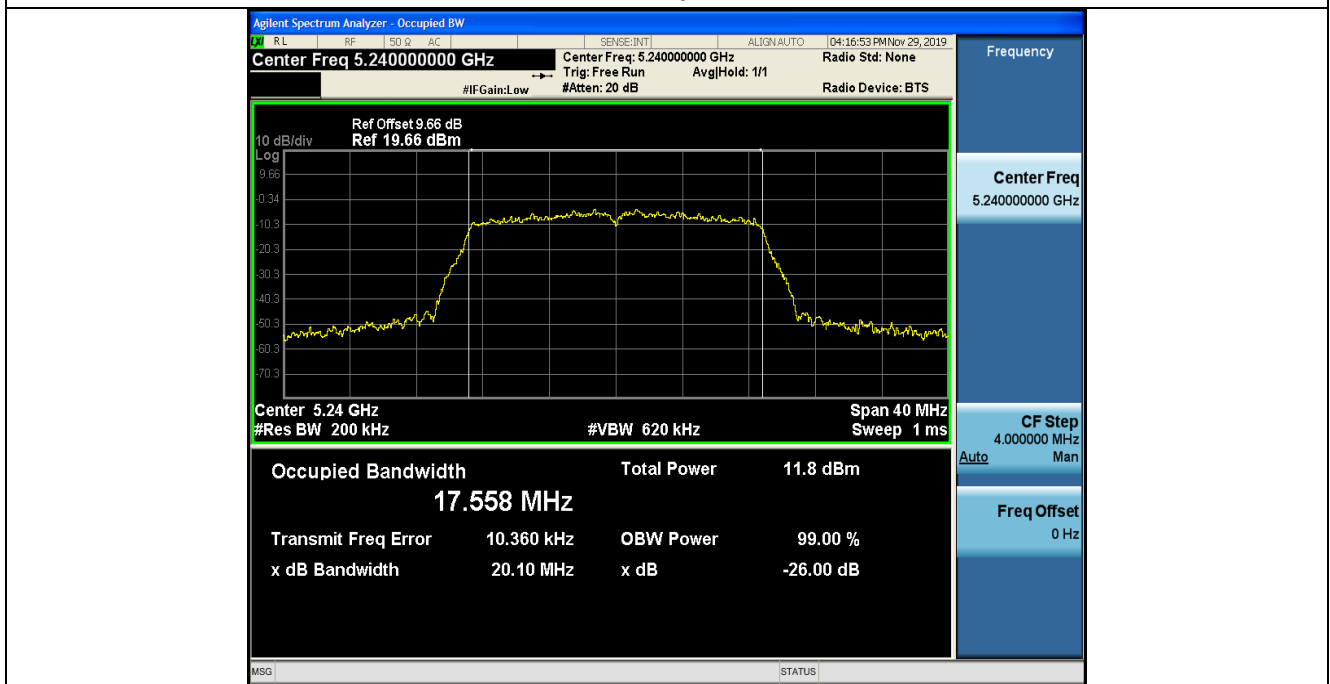 Agilent Spectrum Analyzer - Occupied BW
LXI RL RF 50 Ω AC SENSE:INT ALIGN AUTO 04:16:53 PM Nov 29, 2019
Center Freq 5.240000000 GHz
Center Freq: 5.240000000 GHz
Radio Std: None
Trig: Free Run Avg|Hold: 1/1
#IFGain:Low #Atten: 20 dB Radio Device: BTS
Ref Offset 9.66 dB
10 dB/div Ref 19.66 dBm
Log
9.66
-0.34
-10.3
-20.3
-30.3
-40.3
-50.3
-60.3
-70.3
Center 5.24 GHz Span 40 MHz
#Res BW 200 kHz #VBW 620 kHz Sweep 1 ms
Occupied Bandwidth Total Power 11.8 dBm
17.558 MHz
Transmit Freq Error 10.360 kHz OBW Power 99.00 %
x dB Bandwidth 20.10 MHz x dB -26.00 dB
MSG STATUS
Frequency
Center Freq
5.240000000 GHz
CF Step
4.000000 MHz
Auto Man
Freq Offset
0 Hz